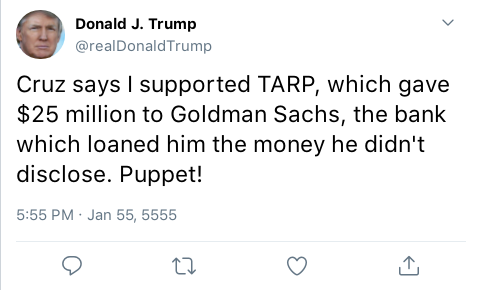 Donald J. Trump
@realDonaldTrump
Cruz says I supported TARP, which gave
$25 million to Goldman Sachs, the bank
which loaned him the money he didn't
disclose. Puppet!
5:55 PM · Jan 55, 5555